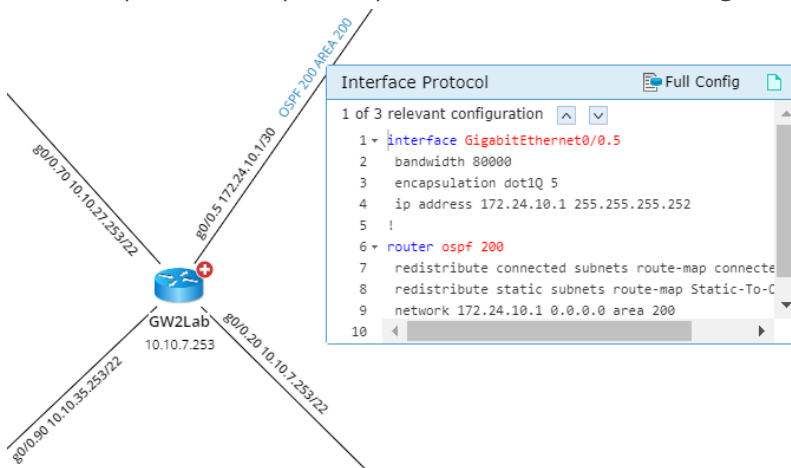 OSPF 200 AREA 200
g0/0.5 172.24.10.1/30
g0/0.70 10.10.27.253/22
GW2Lab
10.10.7.253
g0/0.20 10.10.7.253/22
g0/0.90 10.10.35.253/22
Interface Protocol
Full Config
1 of 3 relevant configuration
1 interface GigabitEthernet0/0.5
2 bandwidth 80000
3 encapsulation dot1Q 5
4 ip address 172.24.10.1 255.255.255.252
5 !
6 router ospf 200
7 redistribute connected subnets route-map connecte
8 redistribute static subnets route-map Static-To-
9 network 172.24.10.1 0.0.0.0 area 200
10